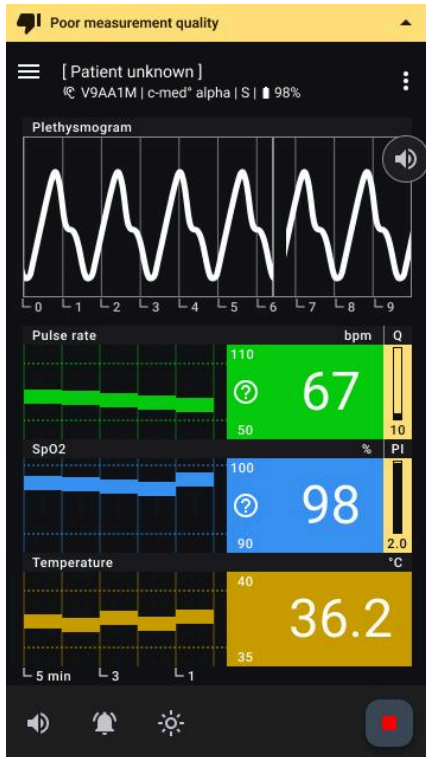 Poor measurement quality
[ Patient unknown ]
V9AA1M | c-med° alpha | S | 98%
Plethysmogram
0 1 2 3 4 5 6 7 8 9
Pulse rate bpm Q
110
? 67
50 10
SpO2 % PI
100
? 98
90 2.0
Temperature °C
40
36.2
35
5 min 3 1